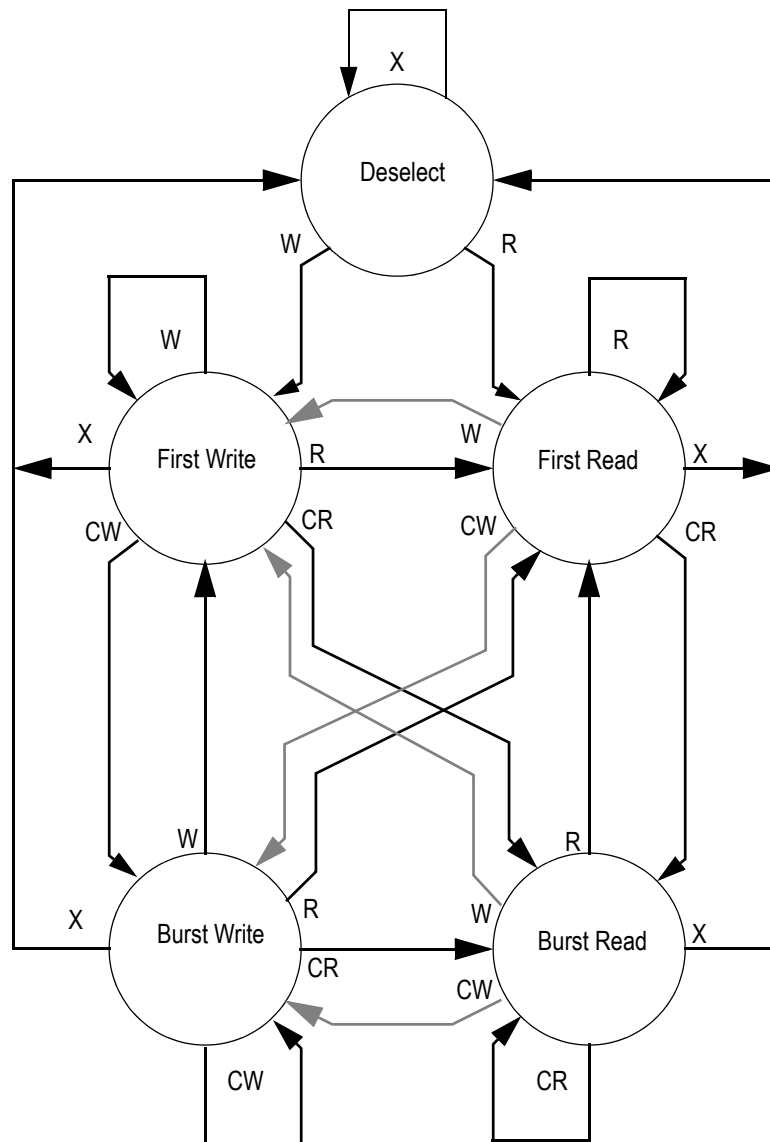 X
Deselect
W
R
W
R
X
First Write
R
W
First Read
X
CW
CR
CW
CR
W
R
X
Burst Write
R
W
Burst Read
X
CR
CW
CW
CR